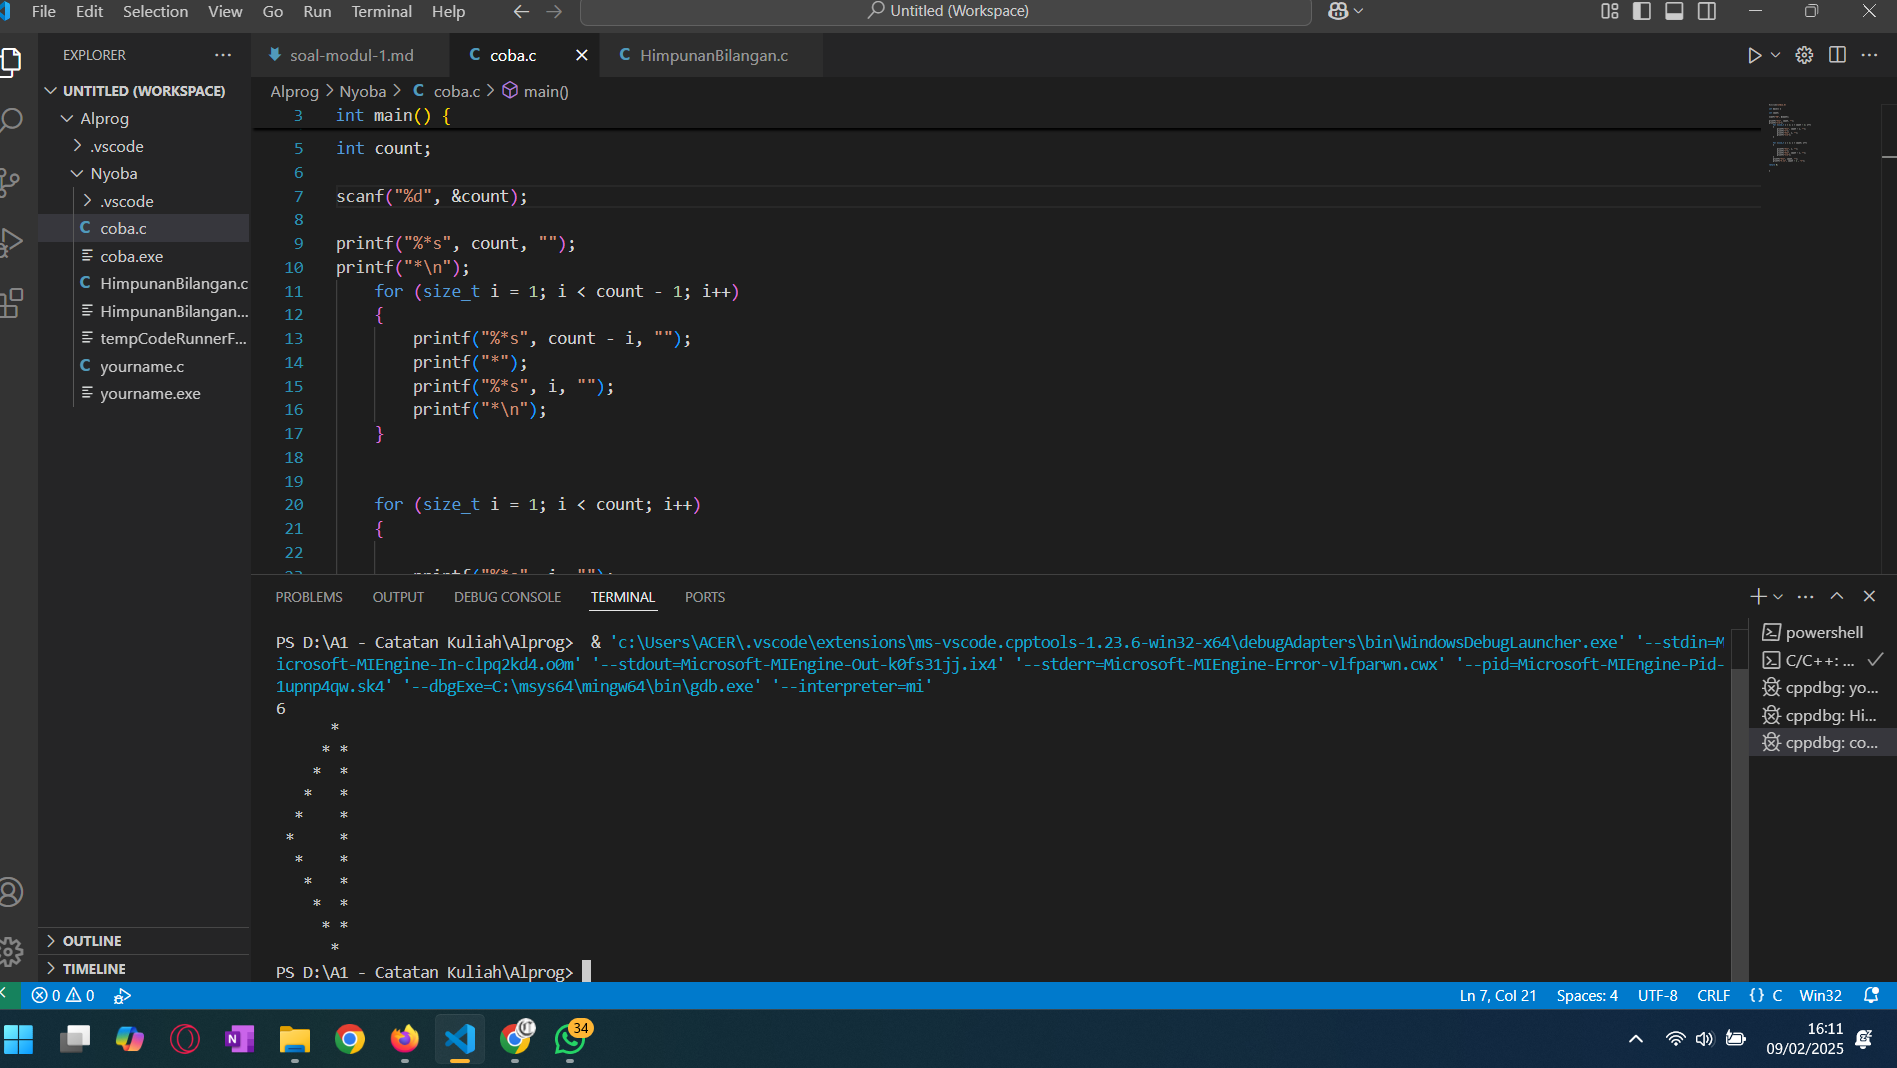 File Edit Selection View Go Run Terminal Help Untitled (Workspace)
EXPLORER
soal-modul-1.md
C coba.c
C HimpunanBilangan.c
UNTITLED (WORKSPACE)
Alprog
.vscode
Nyoba
.vscode
C coba.c
coba.exe
C HimpunanBilangan.c
HimpunanBilangan...
tempCodeRunnerF...
C yourname.c
yourname.exe
OUTLINE
TIMELINE
Alprog > Nyoba > C coba.c > main()
3 int main() {
5 int count;
6
7 scanf("%d", &count);
8
9 printf("%*s", count, "");
10 printf("*\n");
11 for (size_t i = 1; i < count - 1; i++)
12 {
13 printf("%*s", count - i, "");
14 printf("*");
15 printf("%*s", i, "");
16 printf("*\n");
17 }
18
19
20 for (size_t i = 1; i < count; i++)
21 {
22
23 printf("%*s", i, "");
PROBLEMS OUTPUT DEBUG CONSOLE TERMINAL PORTS
PS D:\A1 - Catatan Kuliah\Alprog>  & 'c:\Users\ACER\.vscode\extensions\ms-vscode.cpptools-1.23.6-win32-x64\debugAdapters\bin\WindowsDebugLauncher.exe' '--stdin=M
icrosoft-MIEngine-In-clpq2kd4.o0m' '--stdout=Microsoft-MIEngine-Out-k0fs31jj.ix4' '--stderr=Microsoft-MIEngine-Error-vlfparwn.cwx' '--pid=Microsoft-MIEngine-Pid-
1upnp4qw.sk4' '--dbgExe=C:\msys64\mingw64\bin\gdb.exe' '--interpreter=mi'
6
      *
     * *
    *  *
   *   *
  *    *
 *     *
  *    *
   *   *
    *  *
     * *
      *
PS D:\A1 - Catatan Kuliah\Alprog>
powershell
C/C++: ...
cppdbg: yo...
cppdbg: Hi...
cppdbg: co...
0 0 Ln 7, Col 21 Spaces: 4 UTF-8 CRLF {} C Win32
34
16:11
09/02/2025